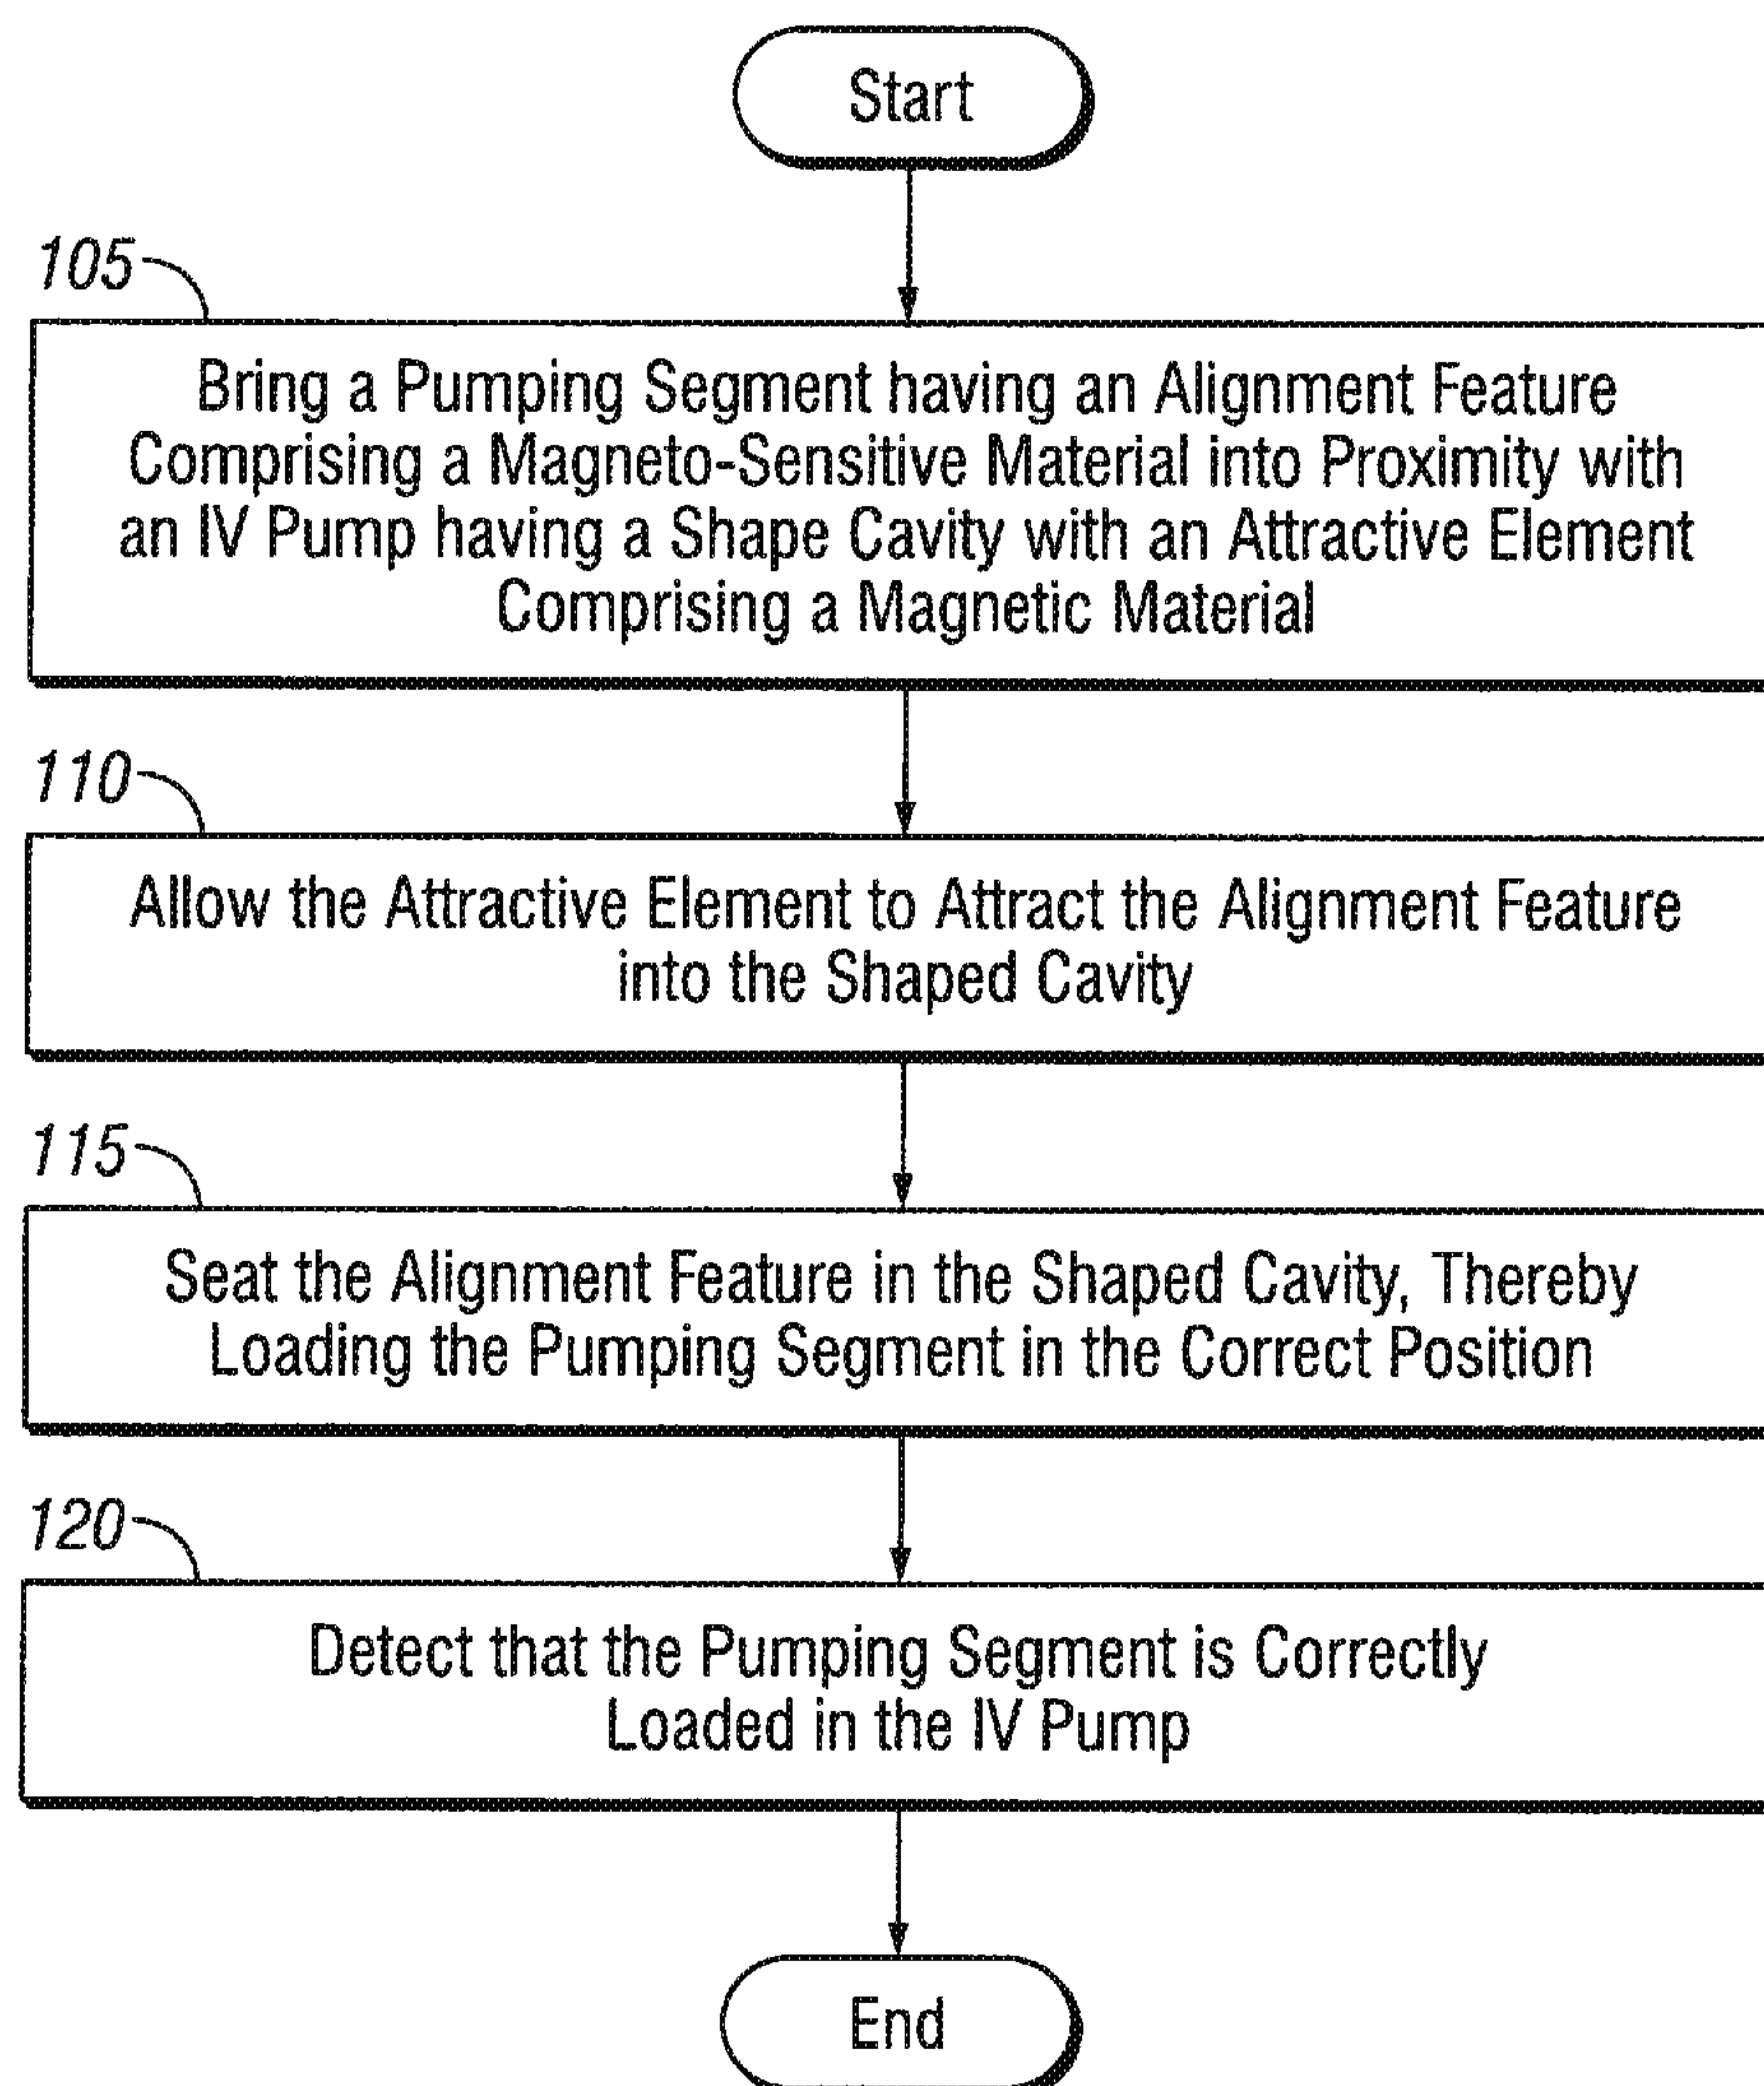 Start
105
Bring a Pumping Segment having an Alignment Feature
Comprising a Magneto-Sensitive Material into Proximity with
an IV Pump having a Shape Cavity with an Attractive Element
Comprising a Magnetic Material
110
Allow the Attractive Element to Attract the Alignment Feature
into the Shaped Cavity
115
Seat the Alignment Feature in the Shaped Cavity, Thereby
Loading the Pumping Segment in the Correct Position
120
Detect that the Pumping Segment is Correctly
Loaded in the IV Pump
End